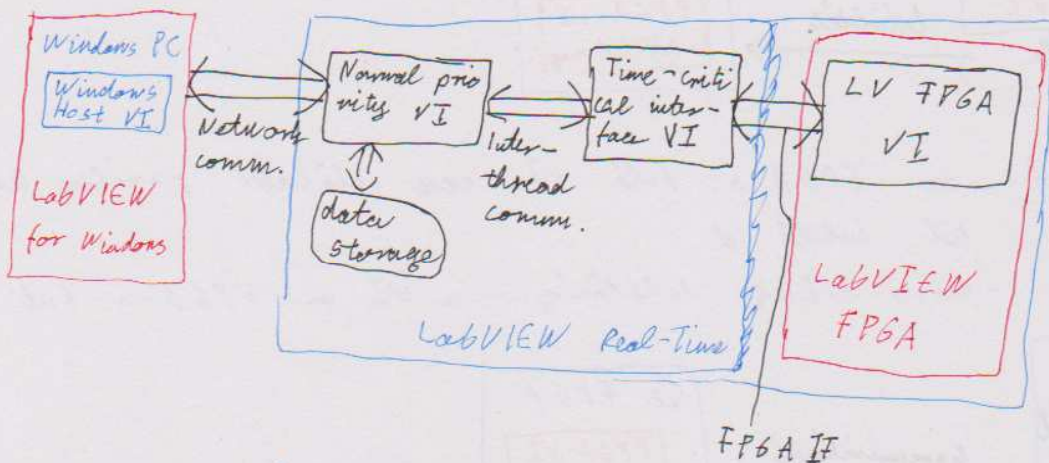 Windows PC
Windows
Host VI
LabVIEW
for Windows
Network
comm.
Normal prio
rity VI
data
storage
Inter-
thread
comm.
Time-criti
cal inter-
face VI
LabVIEW Real-Time
LV FPGA
VI
LabVIEW
FPGA
FPGA IF